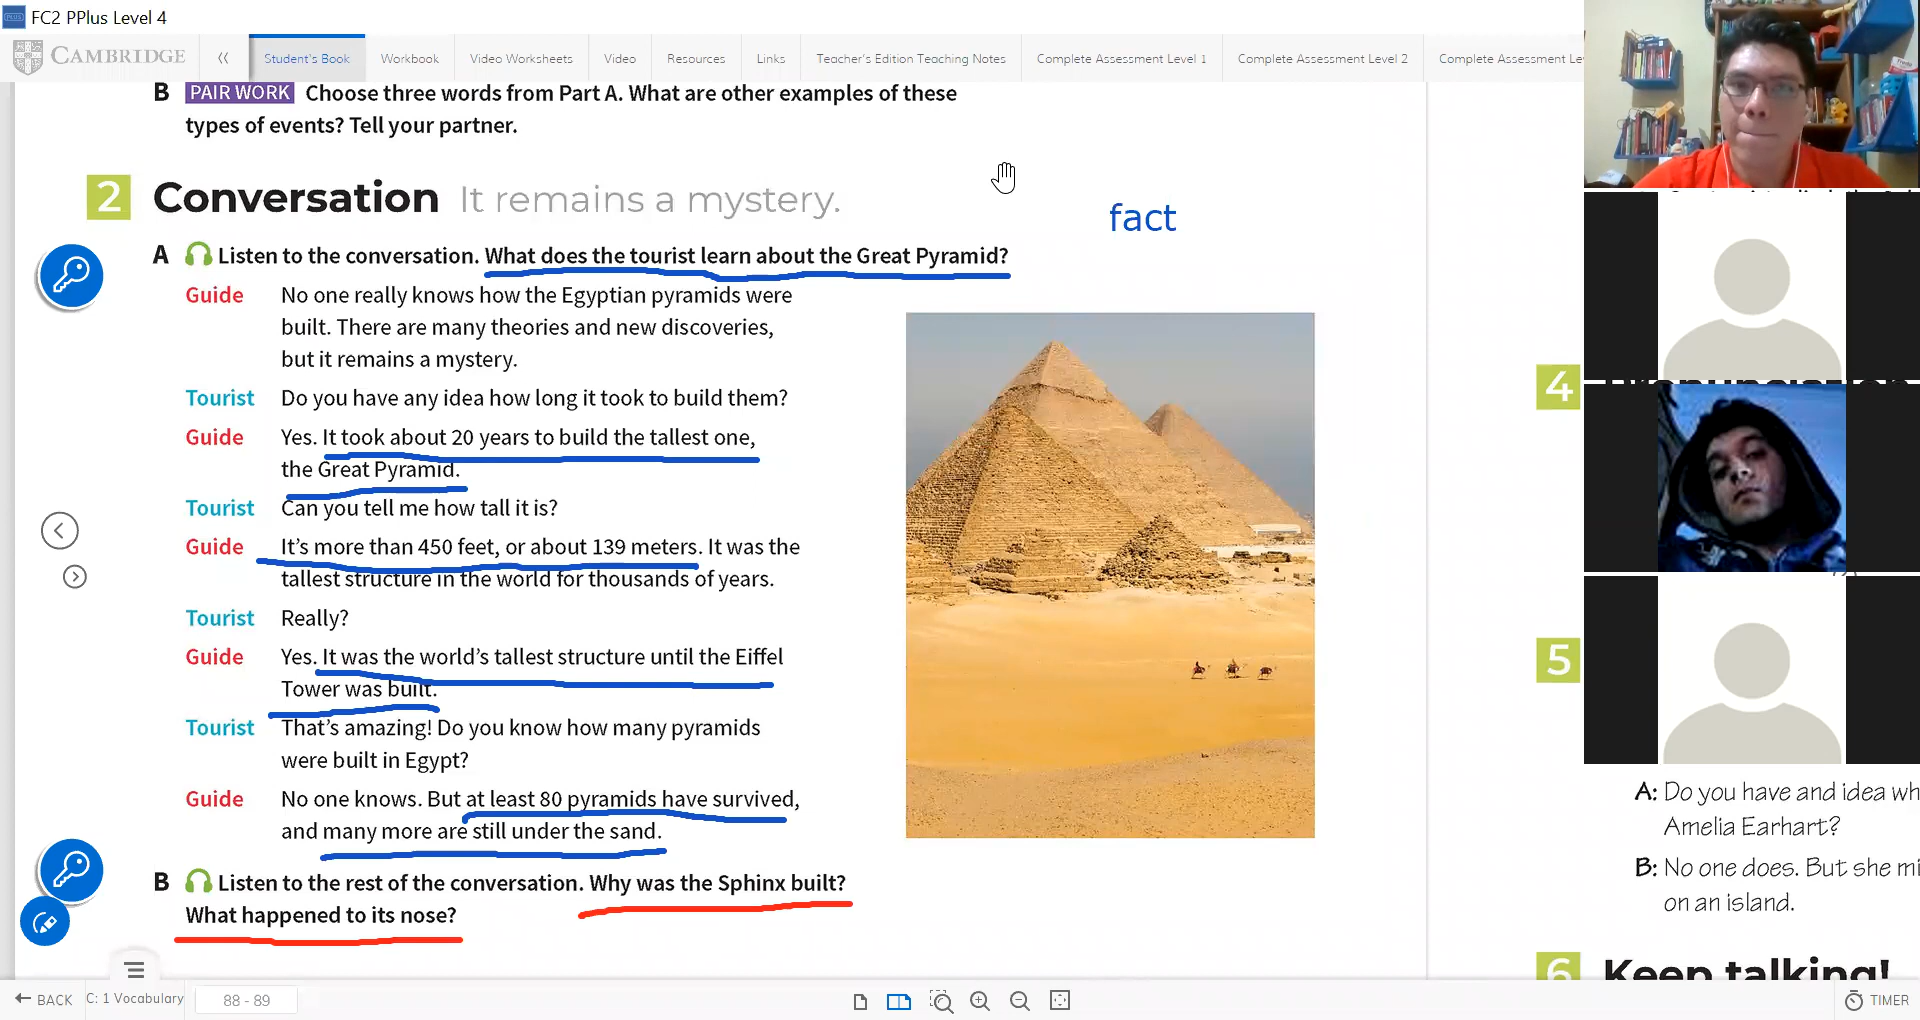 FC2 PPlus Level 4
CAMBRIDGE
Student's Book
Workbook
Video Worksheets
Video
Resources
Links
Teacher's Edition Teaching Notes
Complete Assessment Level 1
Complete Assessment Level 2
Complete Assessment Le
B PAIR WORK Choose three words from Part A. What are other examples of these
types of events? Tell your partner.
2 Conversation It remains a mystery.
fact
A Listen to the conversation. What does the tourist learn about the Great Pyramid?
Guide No one really knows how the Egyptian pyramids were
built. There are many theories and new discoveries,
but it remains a mystery.
Tourist Do you have any idea how long it took to build them?
Guide Yes. It took about 20 years to build the tallest one,
the Great Pyramid.
Tourist Can you tell me how tall it is?
Guide It's more than 450 feet, or about 139 meters. It was the
tallest structure in the world for thousands of years.
Tourist Really?
Guide Yes. It was the world's tallest structure until the Eiffel
Tower was built.
Tourist That's amazing! Do you know how many pyramids
were built in Egypt?
Guide No one knows. But at least 80 pyramids have survived,
and many more are still under the sand.
B Listen to the rest of the conversation. Why was the Sphinx built?
What happened to its nose?
4
5
A: Do you have and idea wh
Amelia Earhart?
B: No one does. But she mi
on an island.
6 Keep talking!
BACK
C: 1 Vocabulary
88 - 89
TIMER